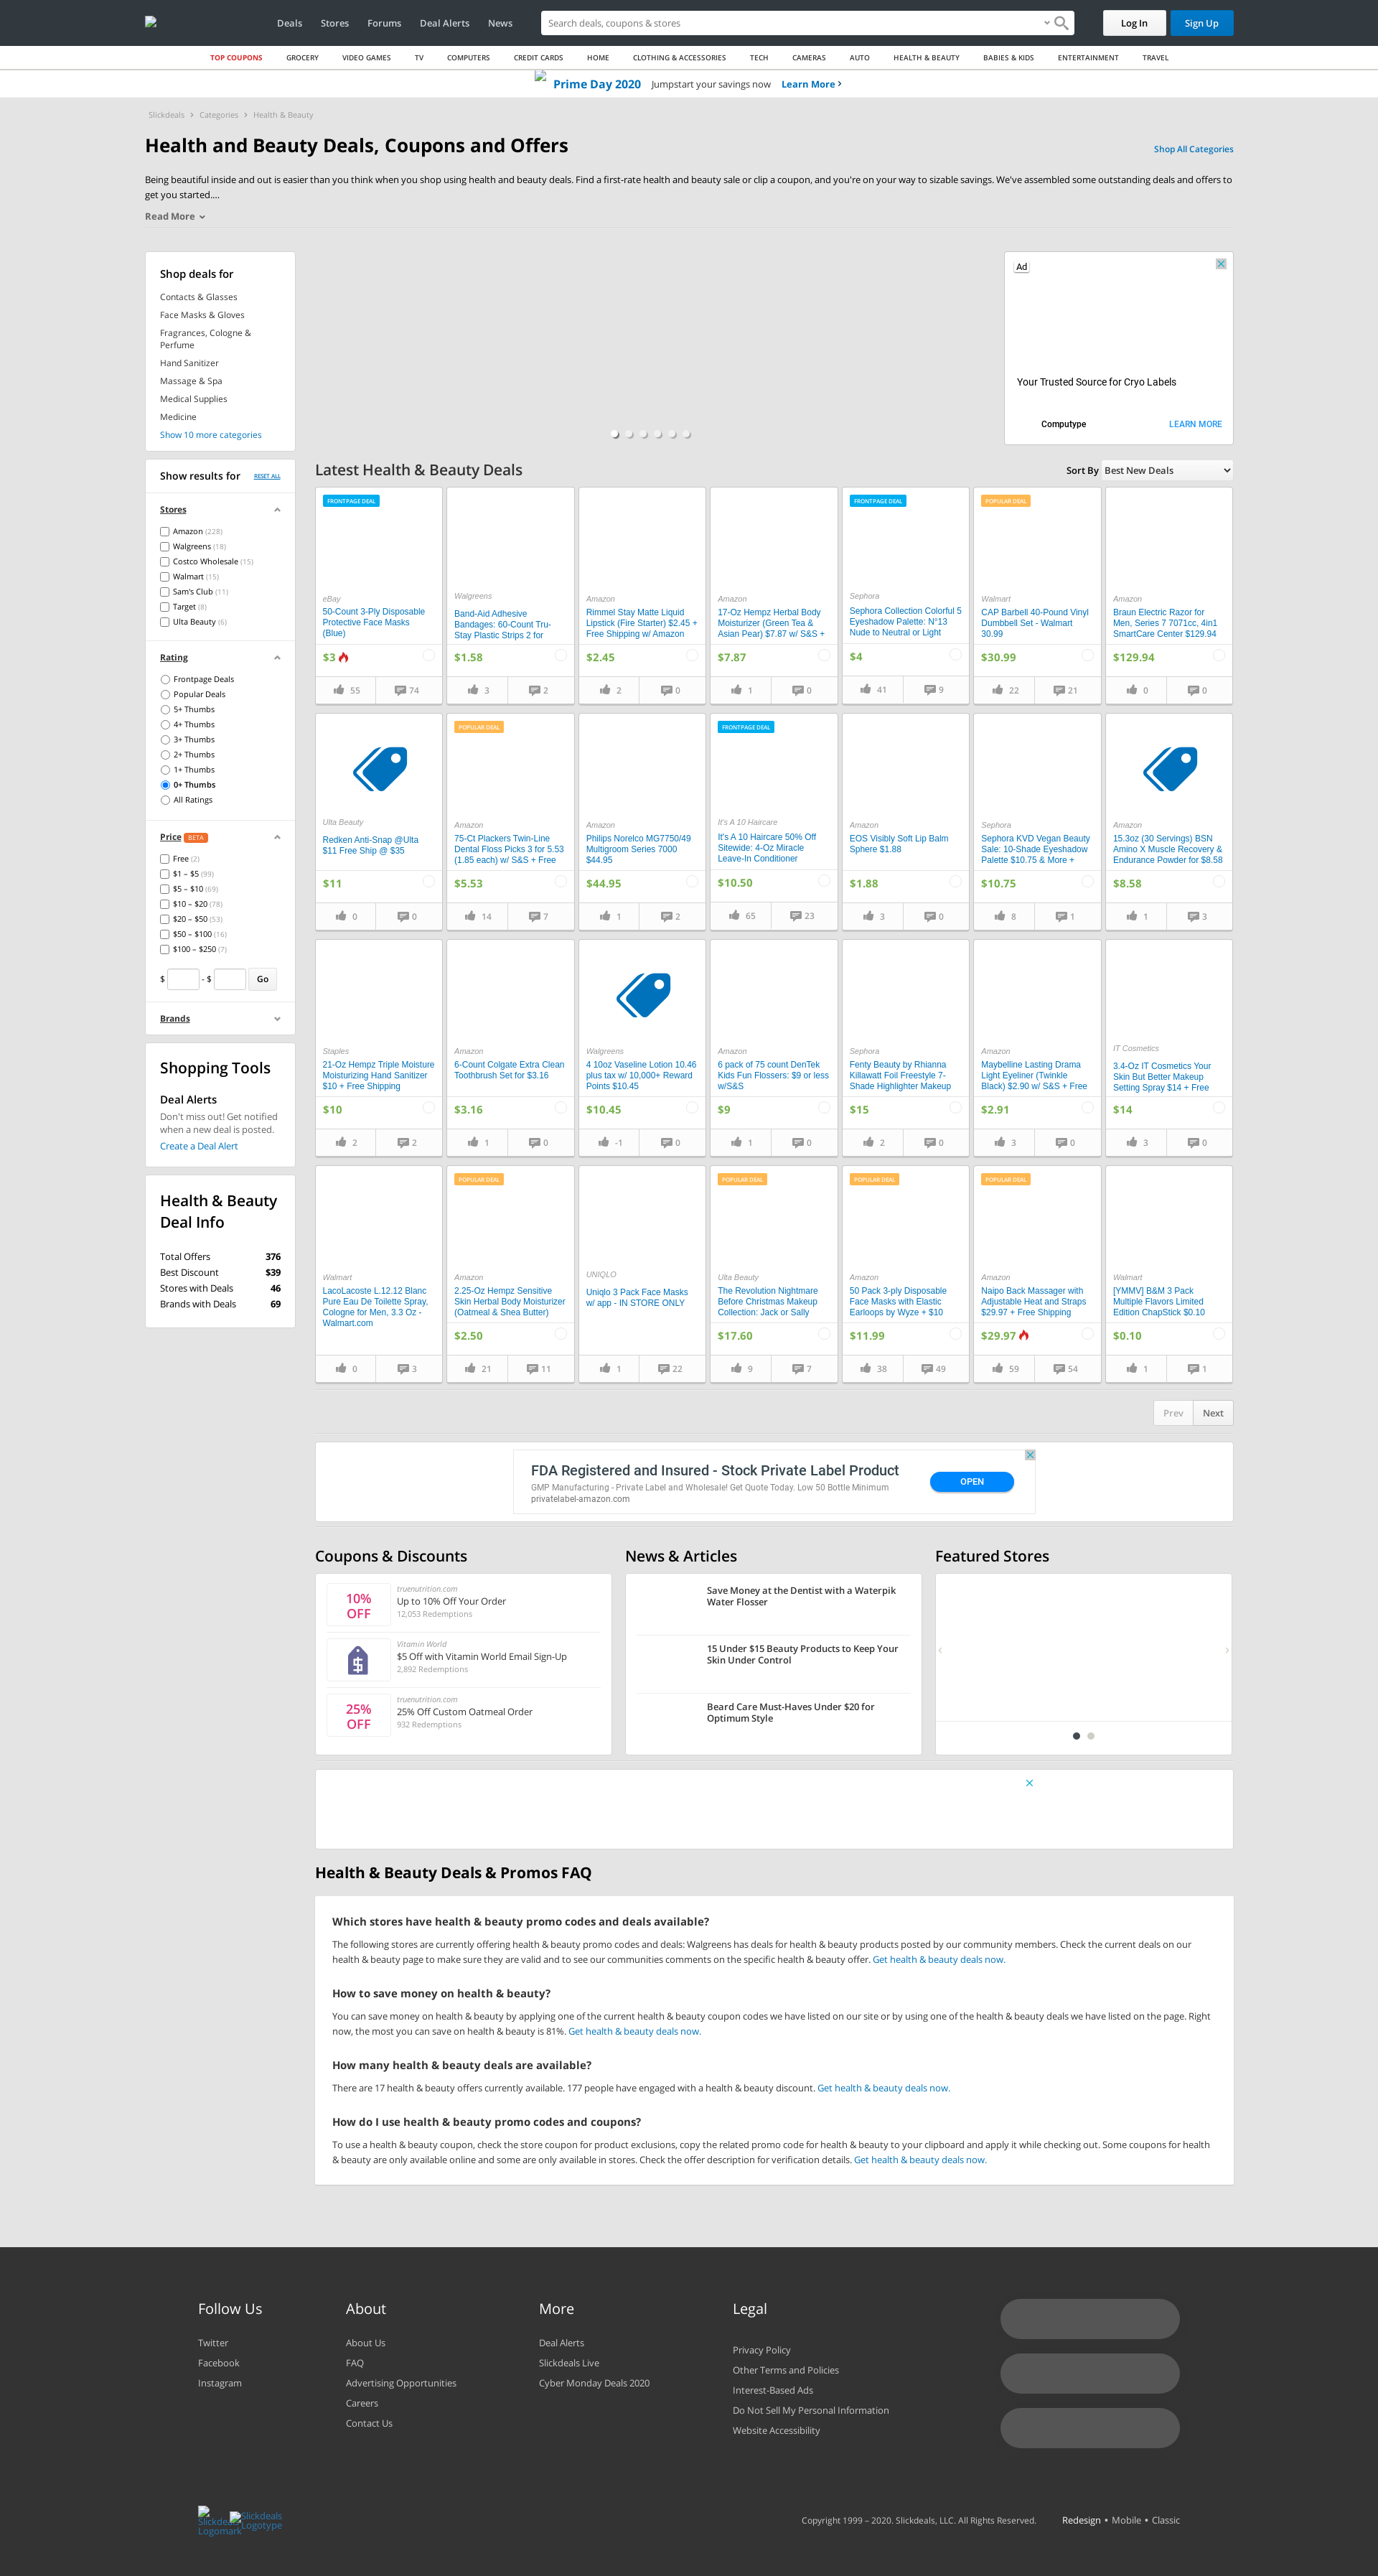 Deals Stores Forums Deal Alerts News
Search deals, coupons & stores
Log In Sign Up
TOP COUPONS GROCERY VIDEO GAMES TV COMPUTERS CREDIT CARDS HOME CLOTHING & ACCESSORIES TECH CAMERAS AUTO HEALTH & BEAUTY BABIES & KIDS ENTERTAINMENT TRAVEL
Prime Day 2020 Jumpstart your savings now Learn More
Slickdeals > Categories > Health & Beauty
Health and Beauty Deals, Coupons and Offers
Shop All Categories
Being beautiful inside and out is easier than you think when you shop using health and beauty deals. Find a first-rate health and beauty sale or clip a coupon, and you're on your way to sizable savings. We've assembled some outstanding deals and offers to
get you started....
Read More
Shop deals for
Contacts & Glasses
Face Masks & Gloves
Fragrances, Cologne &
Perfume
Hand Sanitizer
Massage & Spa
Medical Supplies
Medicine
Show 10 more categories
Ad
Your Trusted Source for Cryo Labels
Computype LEARN MORE
Show results for RESET ALL
Stores
Amazon (228)
Walgreens (18)
Costco Wholesale (15)
Walmart (15)
Sam's Club (11)
Target (8)
Ulta Beauty (6)
Rating
Frontpage Deals
Popular Deals
5+ Thumbs
4+ Thumbs
3+ Thumbs
2+ Thumbs
1+ Thumbs
0+ Thumbs
All Ratings
Price BETA
Free (2)
$1 – $5 (99)
$5 – $10 (69)
$10 – $20 (78)
$20 – $50 (53)
$50 – $100 (16)
$100 – $250 (7)
$ - $ Go
Brands
Shopping Tools
Deal Alerts
Don't miss out! Get notified
when a new deal is posted.
Create a Deal Alert
Health & Beauty
Deal Info
Total Offers 376
Best Discount $39
Stores with Deals 46
Brands with Deals 69
Latest Health & Beauty Deals
Sort By Best New Deals
FRONTPAGE DEAL
eBay
50-Count 3-Ply Disposable
Protective Face Masks
(Blue)
$3
55 74
Walgreens
Band-Aid Adhesive
Bandages: 60-Count Tru-
Stay Plastic Strips 2 for
$1.58
3 2
Amazon
Rimmel Stay Matte Liquid
Lipstick (Fire Starter) $2.45 +
Free Shipping w/ Amazon
$2.45
2 0
Amazon
17-Oz Hempz Herbal Body
Moisturizer (Green Tea &
Asian Pear) $7.87 w/ S&S +
$7.87
1 0
FRONTPAGE DEAL
Sephora
Sephora Collection Colorful 5
Eyeshadow Palette: N°13
Nude to Neutral or Light
$4
41 9
POPULAR DEAL
Walmart
CAP Barbell 40-Pound Vinyl
Dumbbell Set - Walmart
30.99
$30.99
22 21
Amazon
Braun Electric Razor for
Men, Series 7 7071cc, 4in1
SmartCare Center $129.94
$129.94
0 0
Ulta Beauty
Redken Anti-Snap @Ulta
$11 Free Ship @ $35
$11
0 0
POPULAR DEAL
Amazon
75-Ct Plackers Twin-Line
Dental Floss Picks 3 for 5.53
(1.85 each) w/ S&S + Free
$5.53
14 7
Amazon
Philips Norelco MG7750/49
Multigroom Series 7000
$44.95
$44.95
1 2
FRONTPAGE DEAL
It's A 10 Haircare
It's A 10 Haircare 50% Off
Sitewide: 4-Oz Miracle
Leave-In Conditioner
$10.50
65 23
Amazon
EOS Visibly Soft Lip Balm
Sphere $1.88
$1.88
3 0
Sephora
Sephora KVD Vegan Beauty
Sale: 10-Shade Eyeshadow
Palette $10.75 & More +
$10.75
8 1
Amazon
15.3oz (30 Servings) BSN
Amino X Muscle Recovery &
Endurance Powder for $8.58
$8.58
1 3
Staples
21-Oz Hempz Triple Moisture
Moisturizing Hand Sanitizer
$10 + Free Shipping
$10
2 2
Amazon
6-Count Colgate Extra Clean
Toothbrush Set for $3.16
$3.16
1 0
Walgreens
4 10oz Vaseline Lotion 10.46
plus tax w/ 10,000+ Reward
Points $10.45
$10.45
-1 0
Amazon
6 pack of 75 count DenTek
Kids Fun Flossers: $9 or less
w/S&S
$9
1 0
Sephora
Fenty Beauty by Rhianna
Killawatt Foil Freestyle 7-
Shade Highlighter Makeup
$15
2 0
Amazon
Maybelline Lasting Drama
Light Eyeliner (Twinkle
Black) $2.90 w/ S&S + Free
$2.91
3 0
IT Cosmetics
3.4-Oz IT Cosmetics Your
Skin But Better Makeup
Setting Spray $14 + Free
$14
3 0
Walmart
LacoLacoste L.12.12 Blanc
Pure Eau De Toilette Spray,
Cologne for Men, 3.3 Oz -
Walmart.com
0 3
POPULAR DEAL
Amazon
2.25-Oz Hempz Sensitive
Skin Herbal Body Moisturizer
(Oatmeal & Shea Butter)
$2.50
21 11
UNIQLO
Uniqlo 3 Pack Face Masks
w/ app - IN STORE ONLY
1 22
POPULAR DEAL
Ulta Beauty
The Revolution Nightmare
Before Christmas Makeup
Collection: Jack or Sally
$17.60
9 7
POPULAR DEAL
Amazon
50 Pack 3-ply Disposable
Face Masks with Elastic
Earloops by Wyze + $10
$11.99
38 49
POPULAR DEAL
Amazon
Naipo Back Massager with
Adjustable Heat and Straps
$29.97 + Free Shipping
$29.97
59 54
Walmart
[YMMV] B&M 3 Pack
Multiple Flavors Limited
Edition ChapStick $0.10
$0.10
1 1
Prev Next
FDA Registered and Insured - Stock Private Label Product
GMP Manufacturing - Private Label and Wholesale! Get Quote Today. Low 50 Bottle Minimum
privatelabel-amazon.com
OPEN
Coupons & Discounts
10%
OFF
truenutrition.com
Up to 10% Off Your Order
12,053 Redemptions
Vitamin World
$5 Off with Vitamin World Email Sign-Up
2,892 Redemptions
25%
OFF
truenutrition.com
25% Off Custom Oatmeal Order
932 Redemptions
News & Articles
Save Money at the Dentist with a Waterpik
Water Flosser
15 Under $15 Beauty Products to Keep Your
Skin Under Control
Beard Care Must-Haves Under $20 for
Optimum Style
Featured Stores
Health & Beauty Deals & Promos FAQ
Which stores have health & beauty promo codes and deals available?
The following stores are currently offering health & beauty promo codes and deals: Walgreens has deals for health & beauty products posted by our community members. Check the current deals on our
health & beauty page to make sure they are valid and to see our communities comments on the specific health & beauty offer. Get health & beauty deals now.
How to save money on health & beauty?
You can save money on health & beauty by applying one of the current health & beauty coupon codes we have listed on our site or by using one of the health & beauty deals we have listed on the page. Right
now, the most you can save on health & beauty is 81%. Get health & beauty deals now.
How many health & beauty deals are available?
There are 17 health & beauty offers currently available. 177 people have engaged with a health & beauty discount. Get health & beauty deals now.
How do I use health & beauty promo codes and coupons?
To use a health & beauty coupon, check the store coupon for product exclusions, copy the related promo code for health & beauty to your clipboard and apply it while checking out. Some coupons for health
& beauty are only available online and some are only available in stores. Check the offer description for verification details. Get health & beauty deals now.
Follow Us
Twitter
Facebook
Instagram
About
About Us
FAQ
Advertising Opportunities
Careers
Contact Us
More
Deal Alerts
Slickdeals Live
Cyber Monday Deals 2020
Legal
Privacy Policy
Other Terms and Policies
Interest-Based Ads
Do Not Sell My Personal Information
Website Accessibility
Slickdeals
Logomark
Slickdeals
Logotype
Copyright 1999 – 2020. Slickdeals, LLC. All Rights Reserved.
Redesign • Mobile • Classic